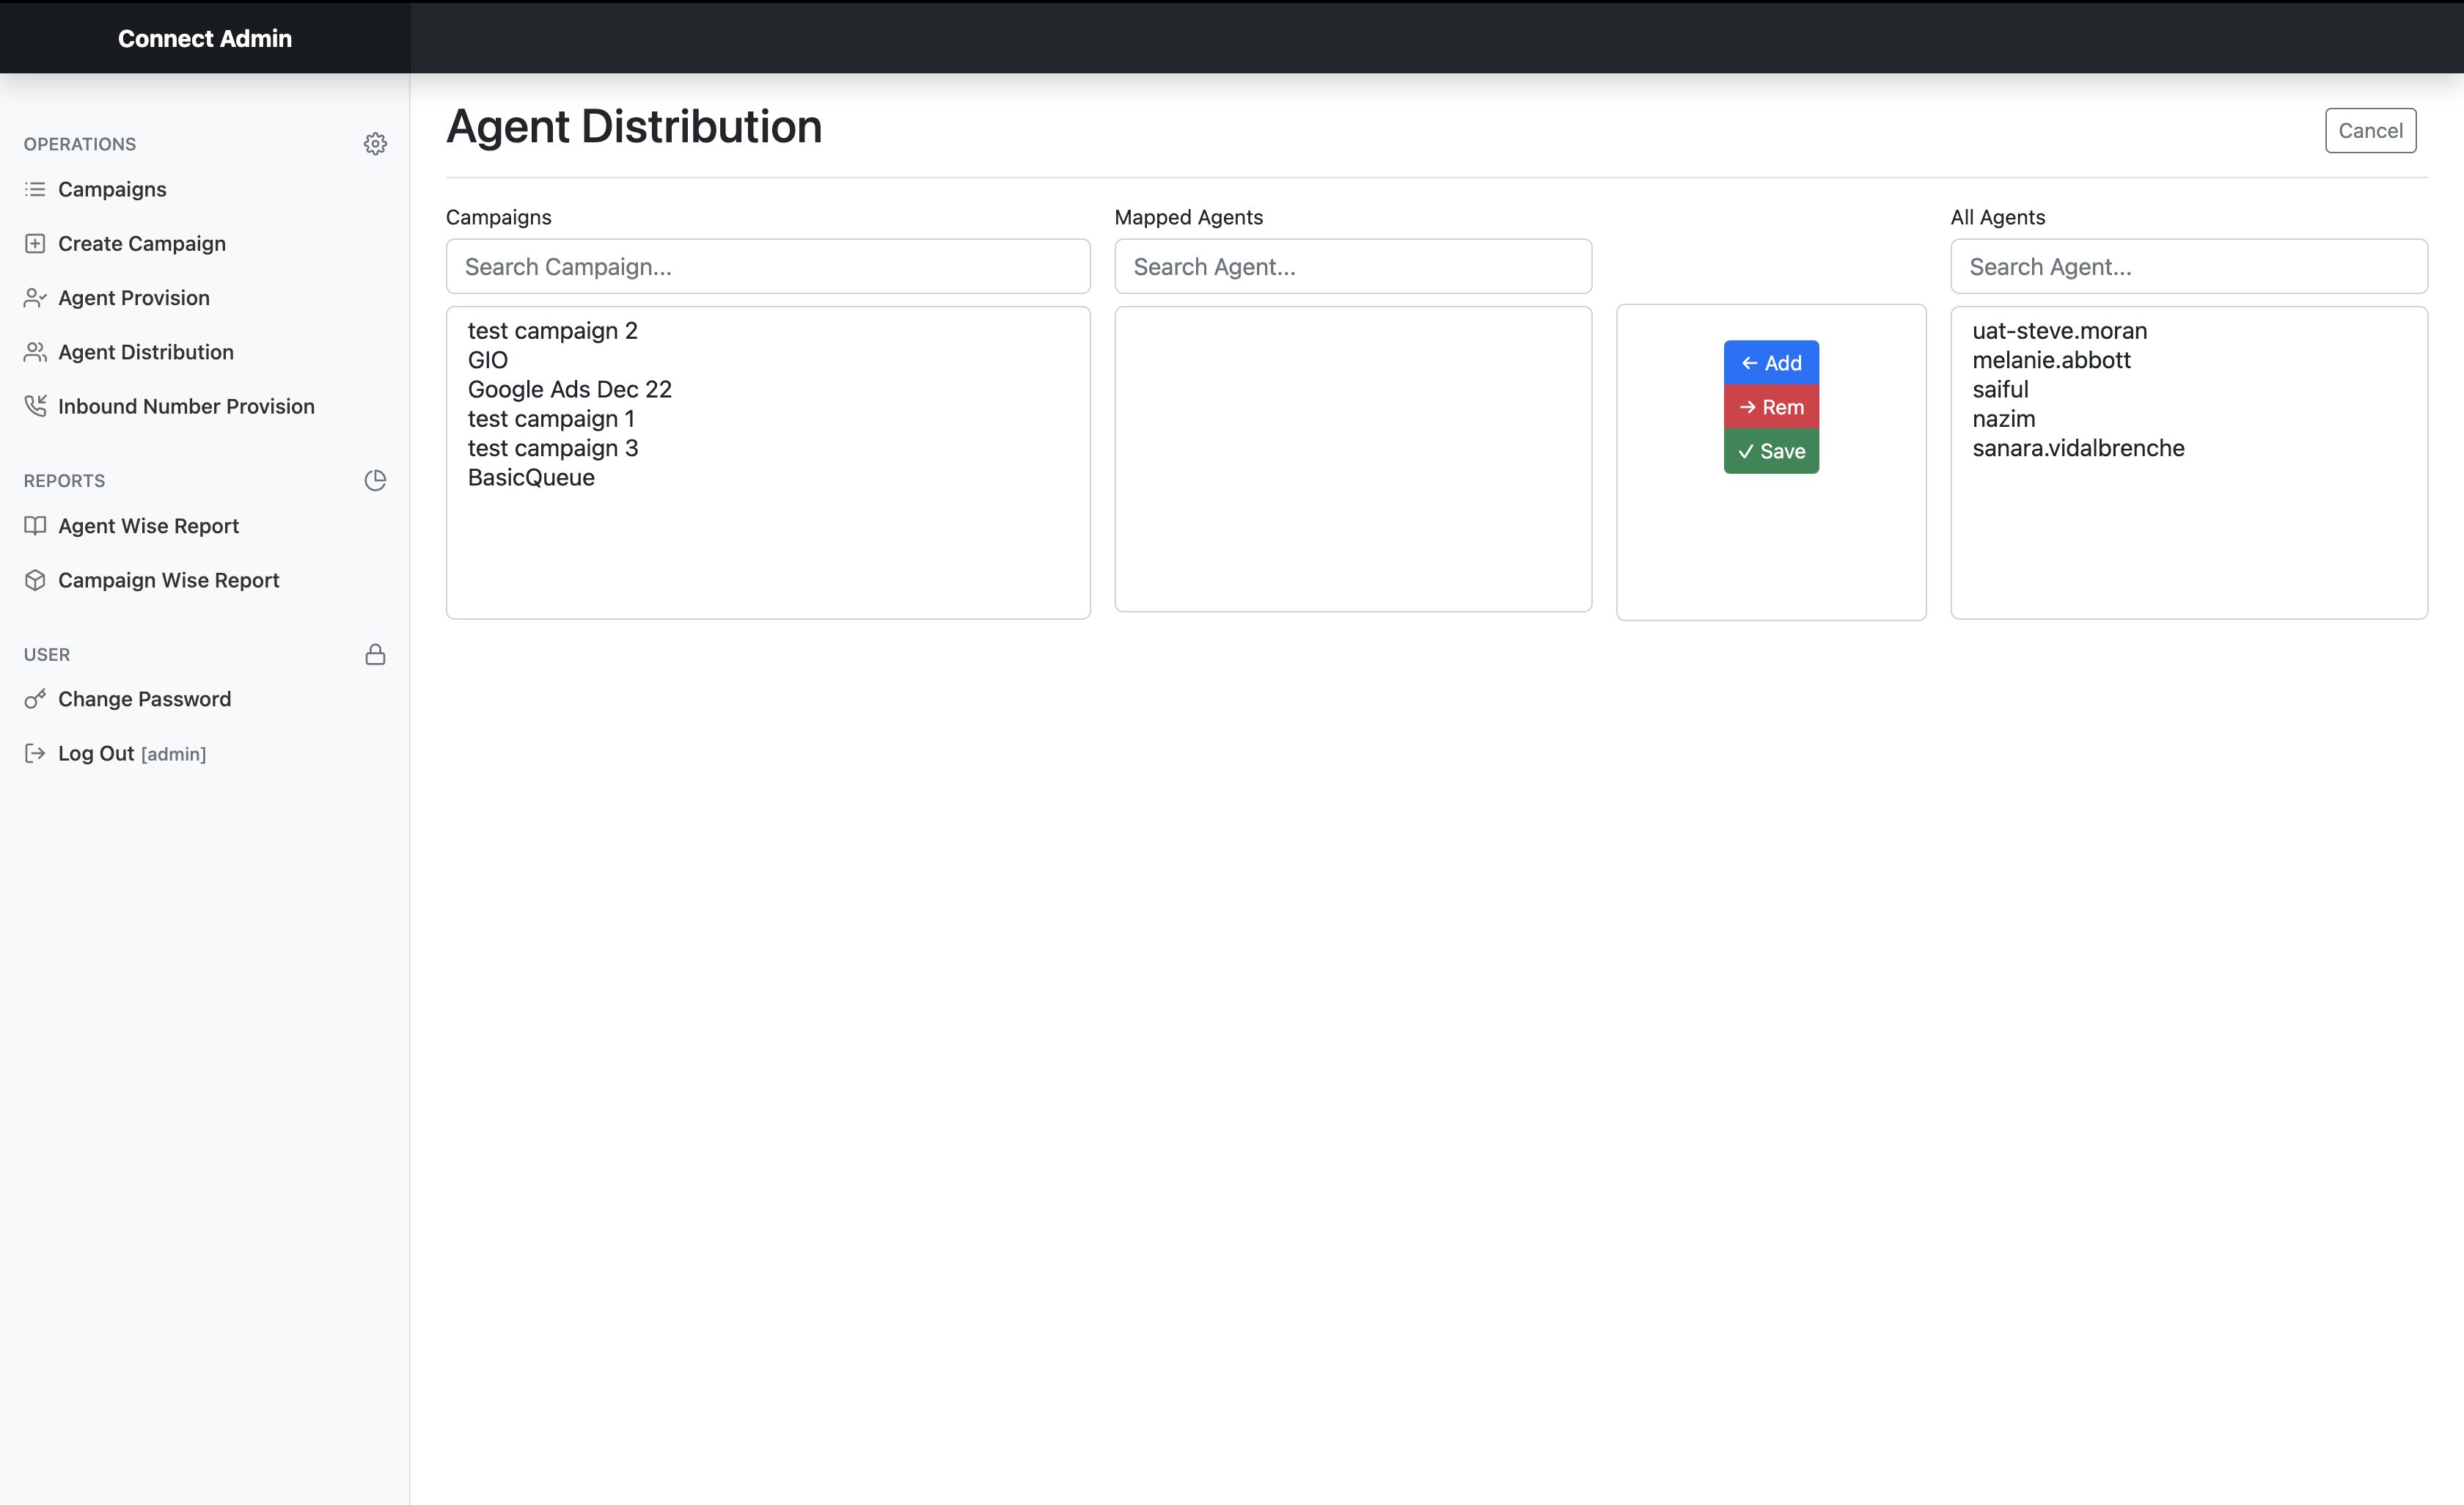 Connect Admin
OPERATIONS
Campaigns
Create Campaign
Agent Provision
Agent Distribution
Inbound Number Provision
REPORTS
Agent Wise Report
Campaign Wise Report
USER
Change Password
Log Out [admin]
Agent Distribution
Cancel
Campaigns
Search Campaign...
test campaign 2
GIO
Google Ads Dec 22
test campaign 1
test campaign 3
BasicQueue
Mapped Agents
Search Agent...
← Add
→ Rem
✓ Save
All Agents
Search Agent...
uat-steve.moran
melanie.abbott
saiful
nazim
sanara.vidalbrenche